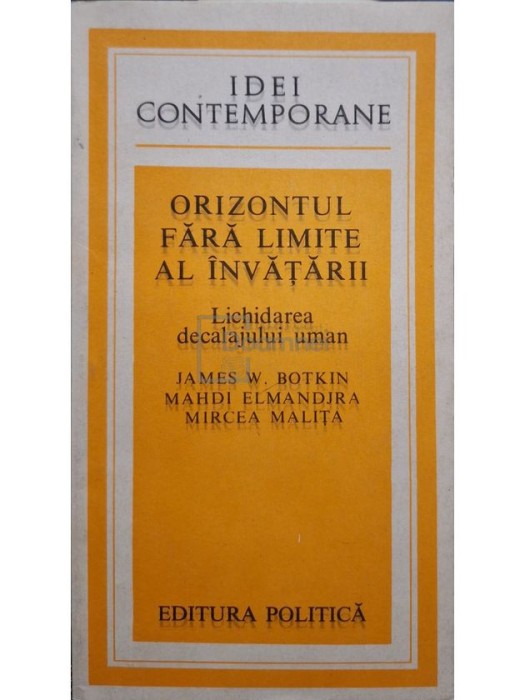 IDEI
CONTEMPORANE
ORIZONTUL
FĂRĂ LIMITE
AL ÎNVĂȚĂRII
Lichidarea
decalajului uman
JAMES W. BOTKIN
MAHDI ELMANDJRA
MIRCEA MALIȚA
EDITURA POLITICĂ